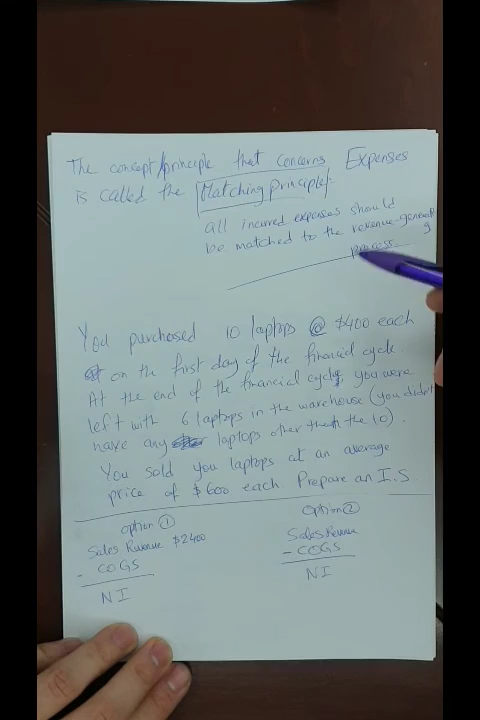 The concept/principle that concerns Expenses
is called the Matching principle.
all incurred expenses should
be matched to the revenue-generatig
process
You purchased 10 laptops @ $400 each
on the first day of the financial cycle
At the end of the financial cycle, you were
left with 6 laptops in the warehouse (you didn't
have any laptops other than the 10).
You sold you laptops at an average
price of $600 each. Prepare an I.S
option ①
Sales Revenue $2400
- COGS
NI
Option ②
Sales Revenue
- COGS
NI